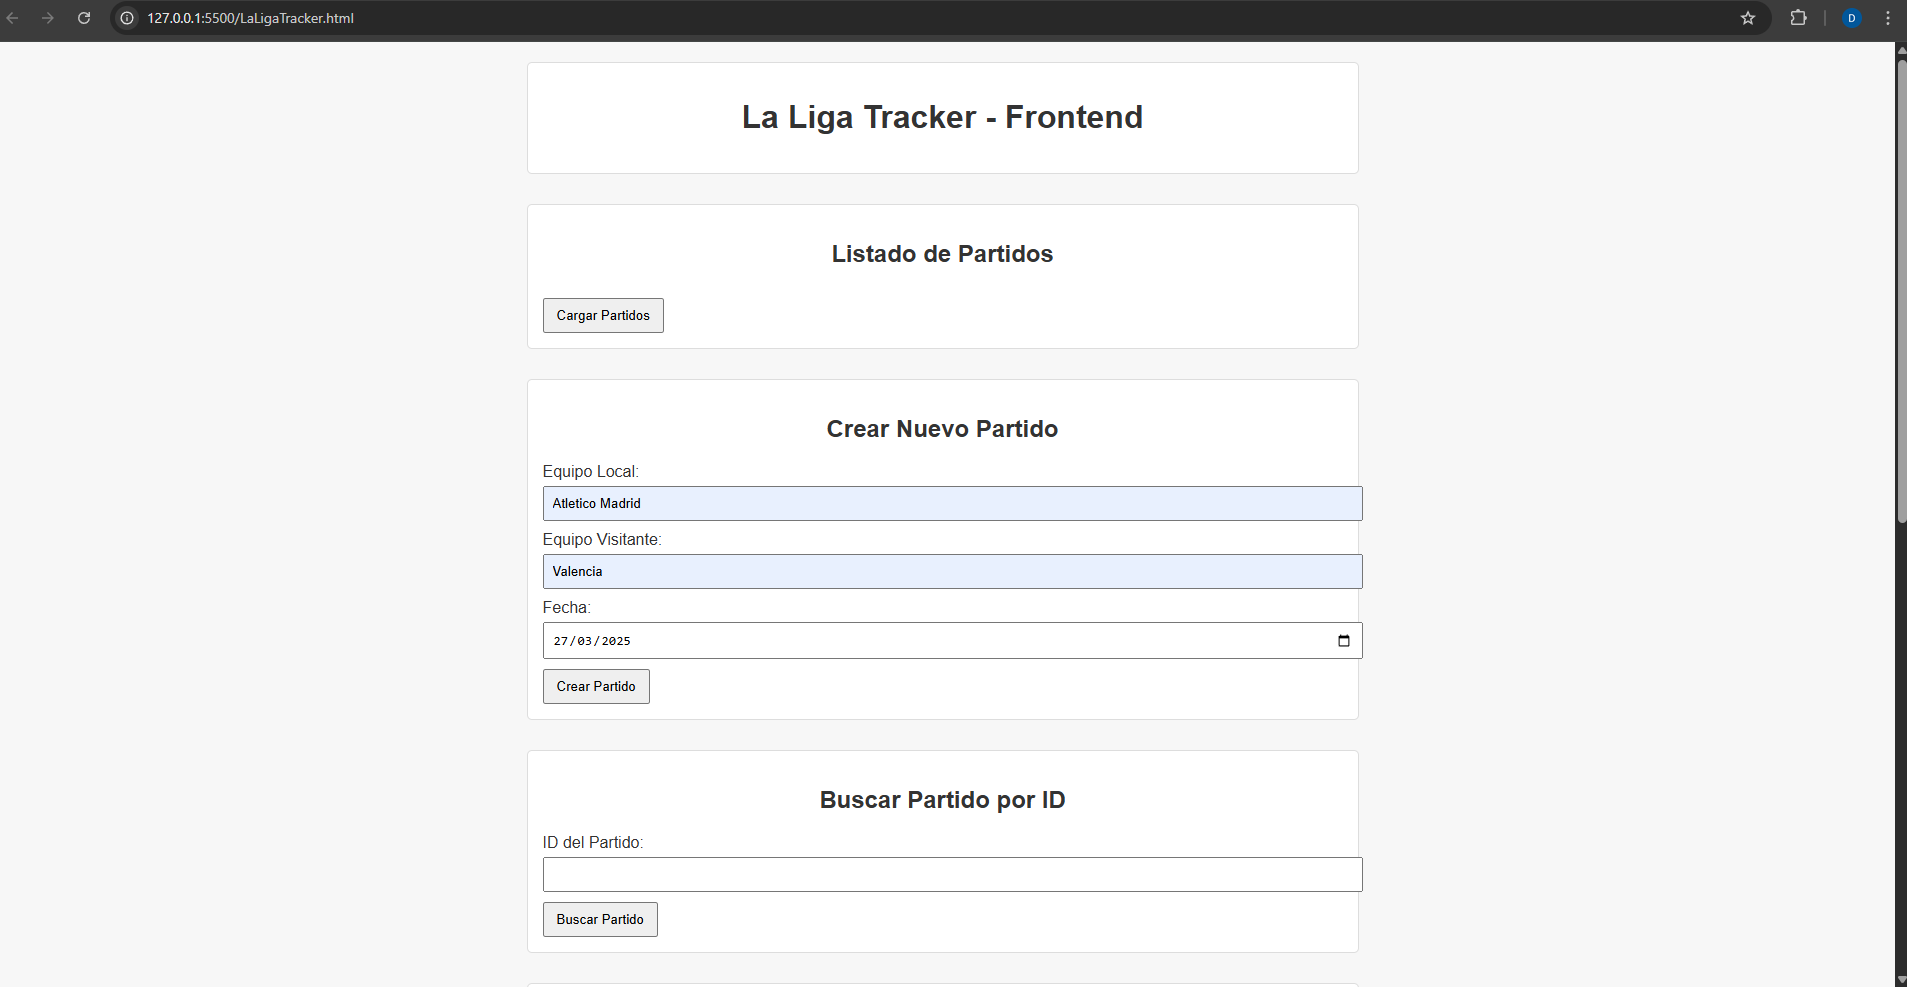 127.0.0.1:5500/LaLigaTracker.html
D
La Liga Tracker - Frontend
Listado de Partidos
Cargar Partidos
Crear Nuevo Partido
Equipo Local:
Atletico Madrid
Equipo Visitante:
Valencia
Fecha:
27/03/2025
Crear Partido
Buscar Partido por ID
ID del Partido:
Buscar Partido